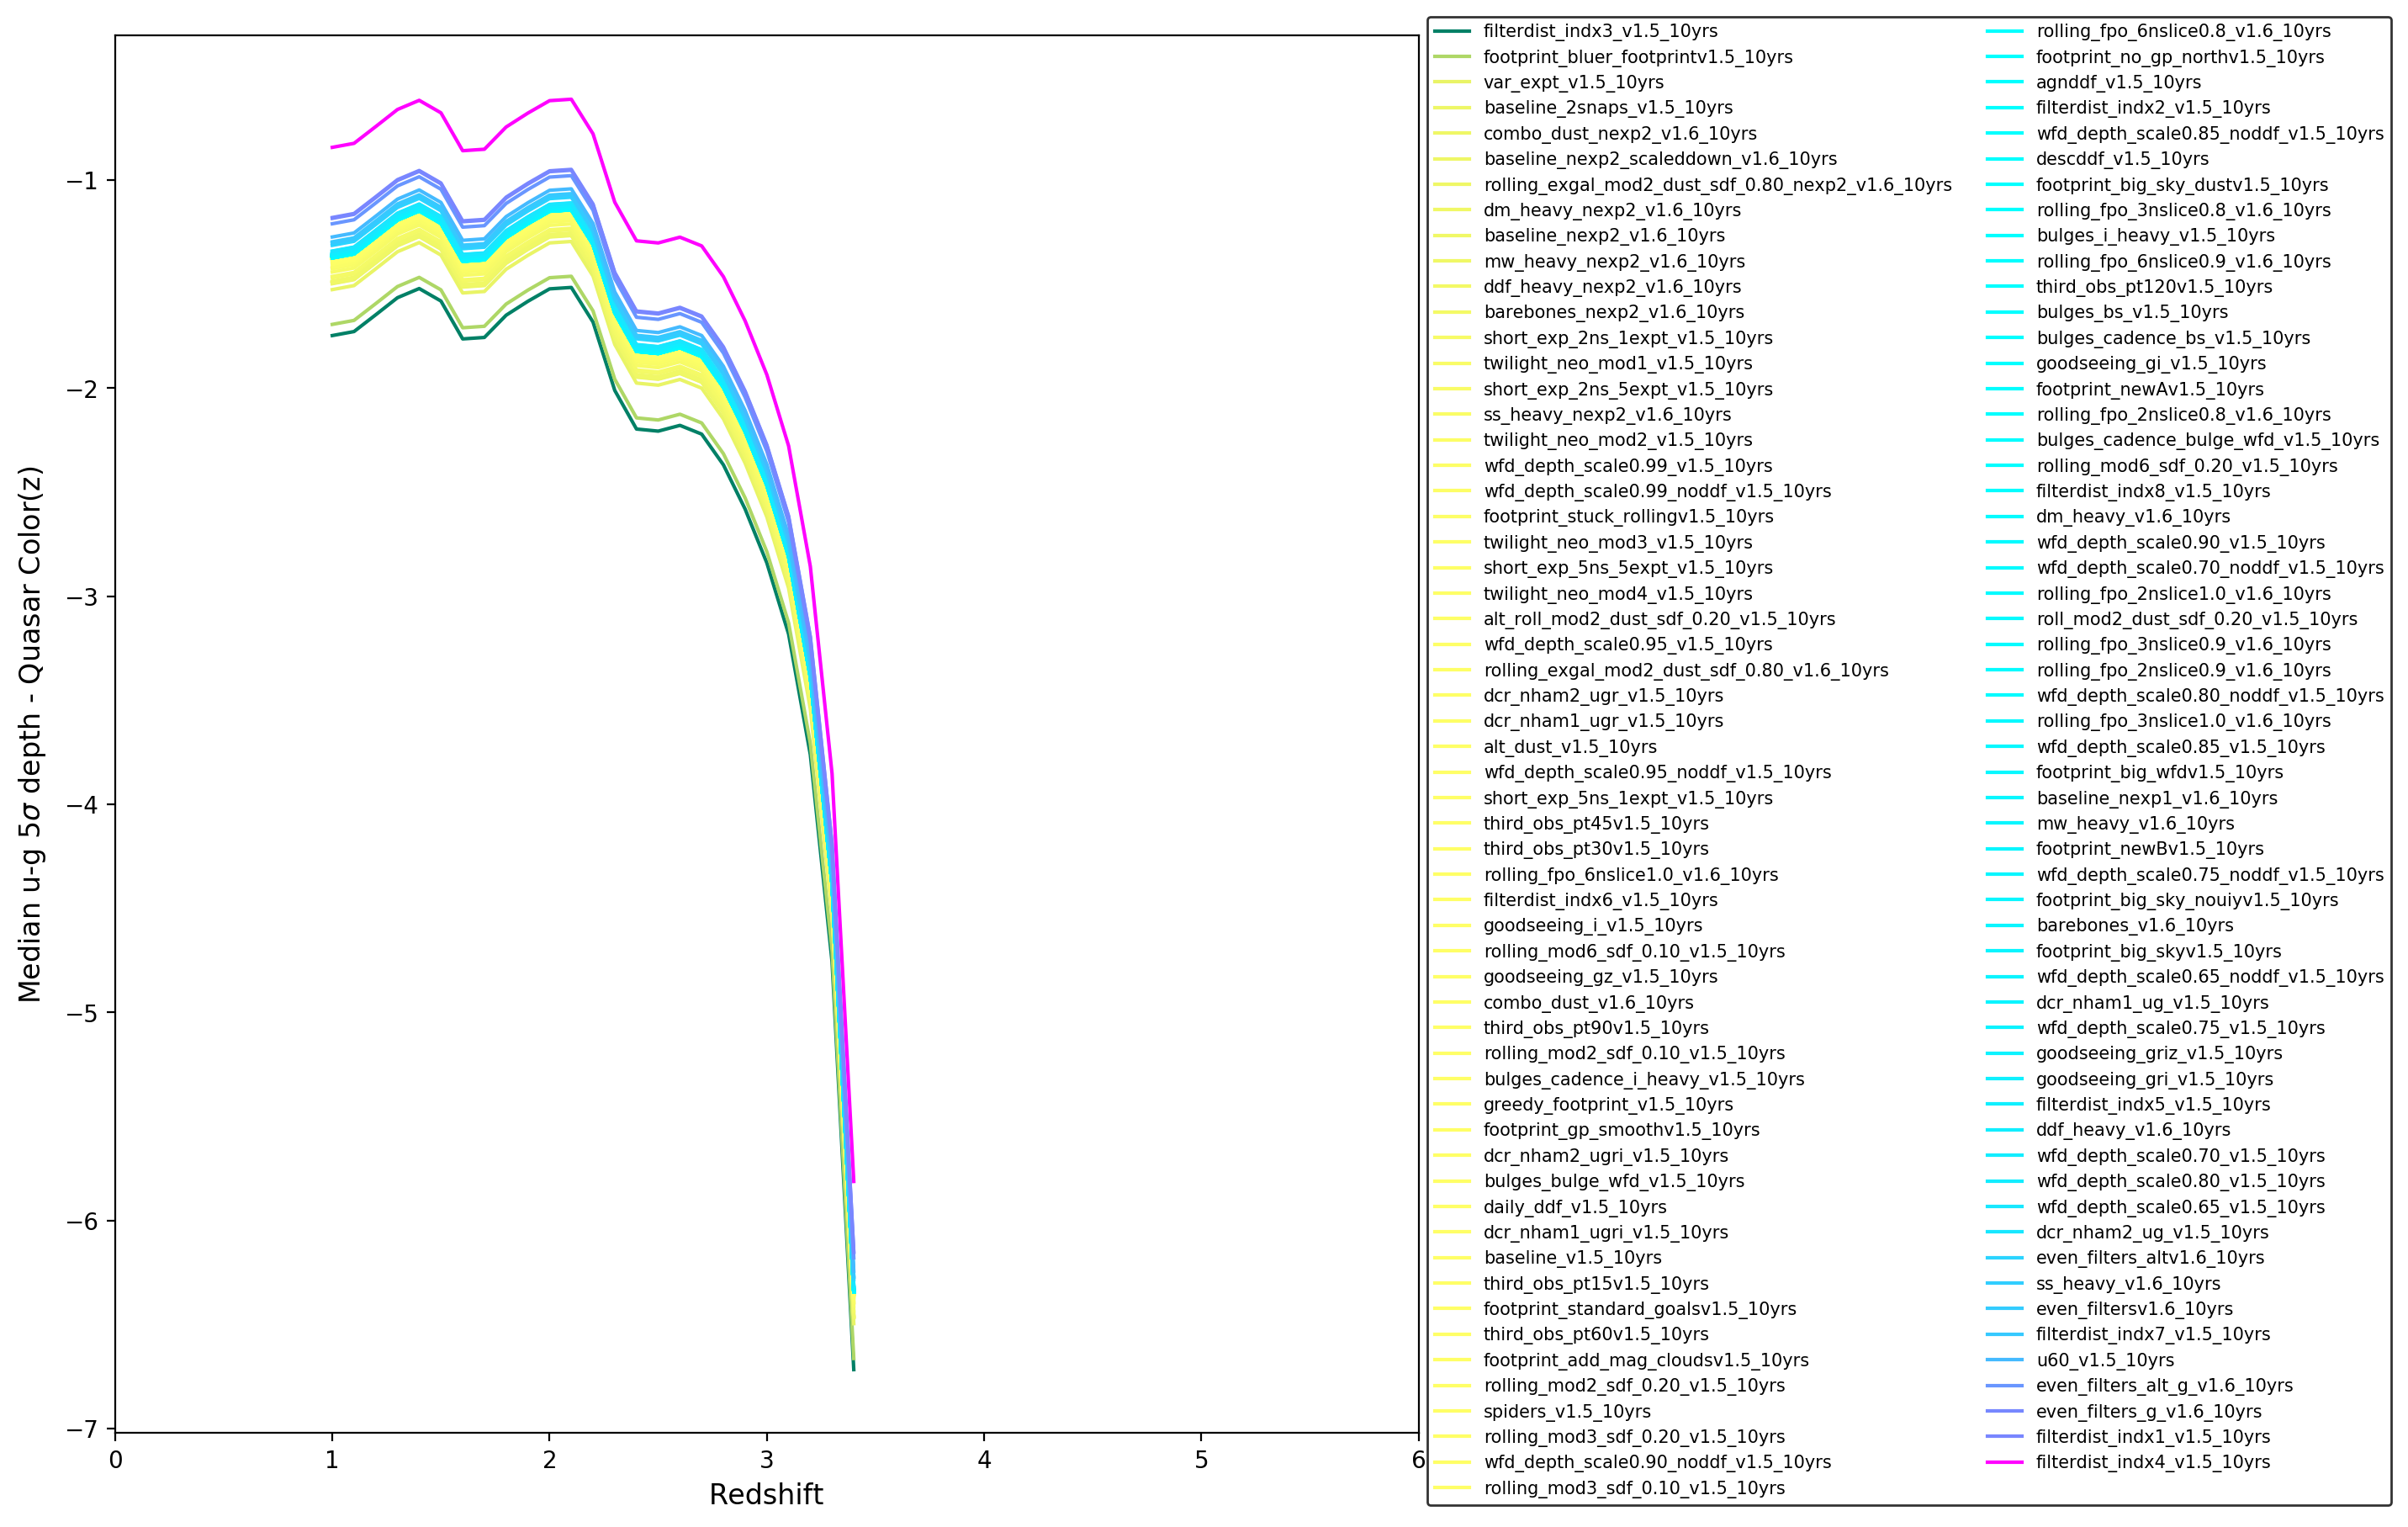 Median u-g 5σ depth - Quasar Color(z)
−1
−2
−3
−4
−5
−6
−7
0 1 2 3 4 5 6
Redshift
filterdist_indx3_v1.5_10yrs
footprint_bluer_footprintv1.5_10yrs
var_expt_v1.5_10yrs
baseline_2snaps_v1.5_10yrs
combo_dust_nexp2_v1.6_10yrs
baseline_nexp2_scaleddown_v1.6_10yrs
rolling_exgal_mod2_dust_sdf_0.80_nexp2_v1.6_10yrs
dm_heavy_nexp2_v1.6_10yrs
baseline_nexp2_v1.6_10yrs
mw_heavy_nexp2_v1.6_10yrs
ddf_heavy_nexp2_v1.6_10yrs
barebones_nexp2_v1.6_10yrs
short_exp_2ns_1expt_v1.5_10yrs
twilight_neo_mod1_v1.5_10yrs
short_exp_2ns_5expt_v1.5_10yrs
ss_heavy_nexp2_v1.6_10yrs
twilight_neo_mod2_v1.5_10yrs
wfd_depth_scale0.99_v1.5_10yrs
wfd_depth_scale0.99_noddf_v1.5_10yrs
footprint_stuck_rollingv1.5_10yrs
twilight_neo_mod3_v1.5_10yrs
short_exp_5ns_5expt_v1.5_10yrs
twilight_neo_mod4_v1.5_10yrs
alt_roll_mod2_dust_sdf_0.20_v1.5_10yrs
wfd_depth_scale0.95_v1.5_10yrs
rolling_exgal_mod2_dust_sdf_0.80_v1.6_10yrs
dcr_nham2_ugr_v1.5_10yrs
dcr_nham1_ugr_v1.5_10yrs
alt_dust_v1.5_10yrs
wfd_depth_scale0.95_noddf_v1.5_10yrs
short_exp_5ns_1expt_v1.5_10yrs
third_obs_pt45v1.5_10yrs
third_obs_pt30v1.5_10yrs
rolling_fpo_6nslice1.0_v1.6_10yrs
filterdist_indx6_v1.5_10yrs
goodseeing_i_v1.5_10yrs
rolling_mod6_sdf_0.10_v1.5_10yrs
goodseeing_gz_v1.5_10yrs
combo_dust_v1.6_10yrs
third_obs_pt90v1.5_10yrs
rolling_mod2_sdf_0.10_v1.5_10yrs
bulges_cadence_i_heavy_v1.5_10yrs
greedy_footprint_v1.5_10yrs
footprint_gp_smoothv1.5_10yrs
dcr_nham2_ugri_v1.5_10yrs
bulges_bulge_wfd_v1.5_10yrs
daily_ddf_v1.5_10yrs
dcr_nham1_ugri_v1.5_10yrs
baseline_v1.5_10yrs
third_obs_pt15v1.5_10yrs
footprint_standard_goalsv1.5_10yrs
third_obs_pt60v1.5_10yrs
footprint_add_mag_cloudsv1.5_10yrs
rolling_mod2_sdf_0.20_v1.5_10yrs
spiders_v1.5_10yrs
rolling_mod3_sdf_0.20_v1.5_10yrs
wfd_depth_scale0.90_noddf_v1.5_10yrs
rolling_mod3_sdf_0.10_v1.5_10yrs
rolling_fpo_6nslice0.8_v1.6_10yrs
footprint_no_gp_northv1.5_10yrs
agnddf_v1.5_10yrs
filterdist_indx2_v1.5_10yrs
wfd_depth_scale0.85_noddf_v1.5_10yrs
descddf_v1.5_10yrs
footprint_big_sky_dustv1.5_10yrs
rolling_fpo_3nslice0.8_v1.6_10yrs
bulges_i_heavy_v1.5_10yrs
rolling_fpo_6nslice0.9_v1.6_10yrs
third_obs_pt120v1.5_10yrs
bulges_bs_v1.5_10yrs
bulges_cadence_bs_v1.5_10yrs
goodseeing_gi_v1.5_10yrs
footprint_newAv1.5_10yrs
rolling_fpo_2nslice0.8_v1.6_10yrs
bulges_cadence_bulge_wfd_v1.5_10yrs
rolling_mod6_sdf_0.20_v1.5_10yrs
filterdist_indx8_v1.5_10yrs
dm_heavy_v1.6_10yrs
wfd_depth_scale0.90_v1.5_10yrs
wfd_depth_scale0.70_noddf_v1.5_10yrs
rolling_fpo_2nslice1.0_v1.6_10yrs
roll_mod2_dust_sdf_0.20_v1.5_10yrs
rolling_fpo_3nslice0.9_v1.6_10yrs
rolling_fpo_2nslice0.9_v1.6_10yrs
wfd_depth_scale0.80_noddf_v1.5_10yrs
rolling_fpo_3nslice1.0_v1.6_10yrs
wfd_depth_scale0.85_v1.5_10yrs
footprint_big_wfdv1.5_10yrs
baseline_nexp1_v1.6_10yrs
mw_heavy_v1.6_10yrs
footprint_newBv1.5_10yrs
wfd_depth_scale0.75_noddf_v1.5_10yrs
footprint_big_sky_nouiyv1.5_10yrs
barebones_v1.6_10yrs
footprint_big_skyv1.5_10yrs
wfd_depth_scale0.65_noddf_v1.5_10yrs
dcr_nham1_ug_v1.5_10yrs
wfd_depth_scale0.75_v1.5_10yrs
goodseeing_griz_v1.5_10yrs
goodseeing_gri_v1.5_10yrs
filterdist_indx5_v1.5_10yrs
ddf_heavy_v1.6_10yrs
wfd_depth_scale0.70_v1.5_10yrs
wfd_depth_scale0.80_v1.5_10yrs
wfd_depth_scale0.65_v1.5_10yrs
dcr_nham2_ug_v1.5_10yrs
even_filters_altv1.6_10yrs
ss_heavy_v1.6_10yrs
even_filtersv1.6_10yrs
filterdist_indx7_v1.5_10yrs
u60_v1.5_10yrs
even_filters_alt_g_v1.6_10yrs
even_filters_g_v1.6_10yrs
filterdist_indx1_v1.5_10yrs
filterdist_indx4_v1.5_10yrs